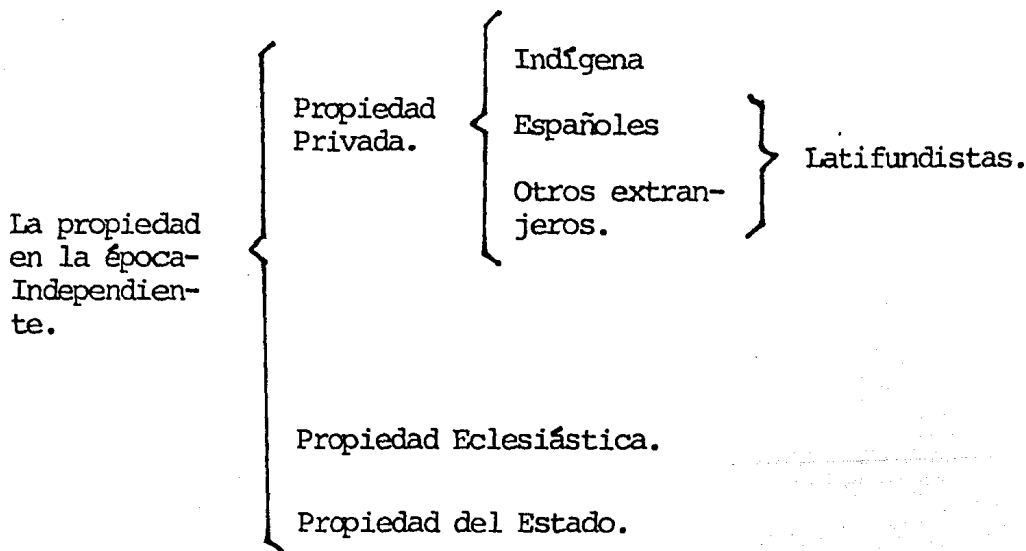 La propiedad
en la época-
Independien-
te.
Propiedad
Privada.
Indígena
Españoles
Otros extran-
jeros.
Latifundistas.
Propiedad Eclesiástica.
Propiedad del Estado.